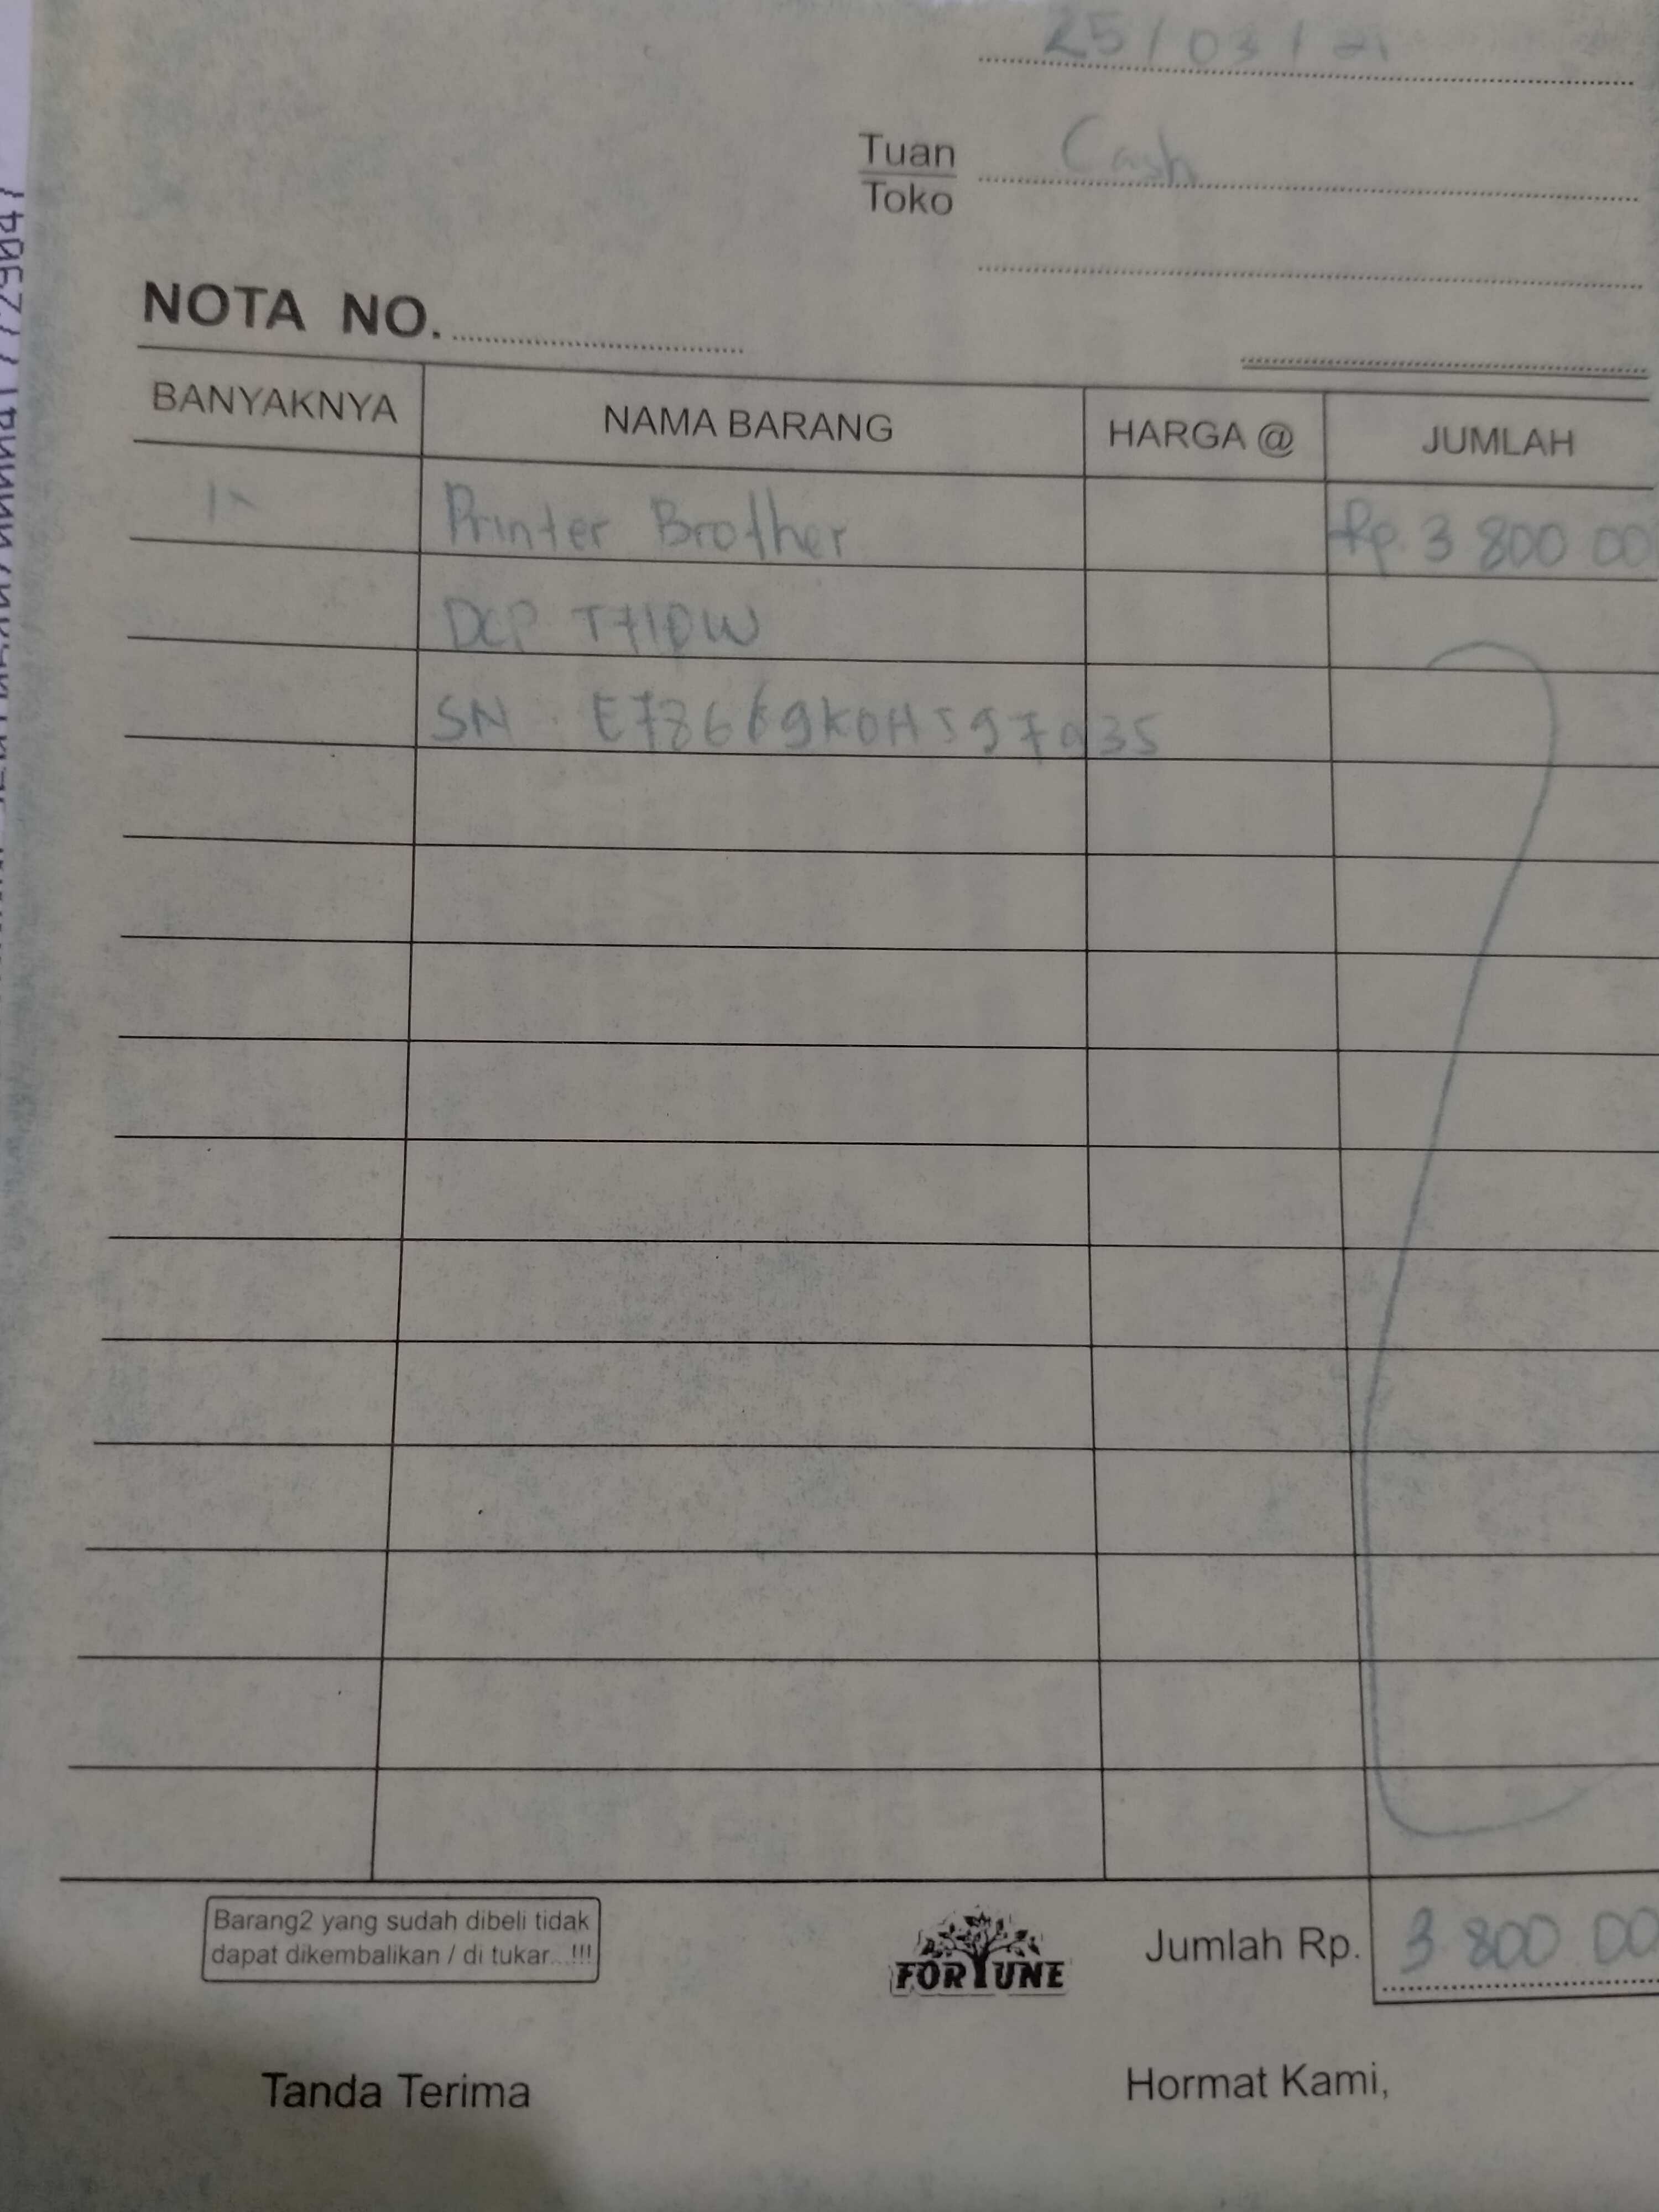 25/03/21
Tuan Cash
Toko
NOTA NO.
BANYAKNYA NAMA BARANG HARGA @ JUMLAH
1x Printer Brother Rp. 3 800 00
DCP T710W
SN
Barang2 yang sudah dibeli tidak
dapat dikembalikan / di tukar...!!!
FORTUNE
Jumlah Rp. 3 800 00
Tanda Terima Hormat Kami,